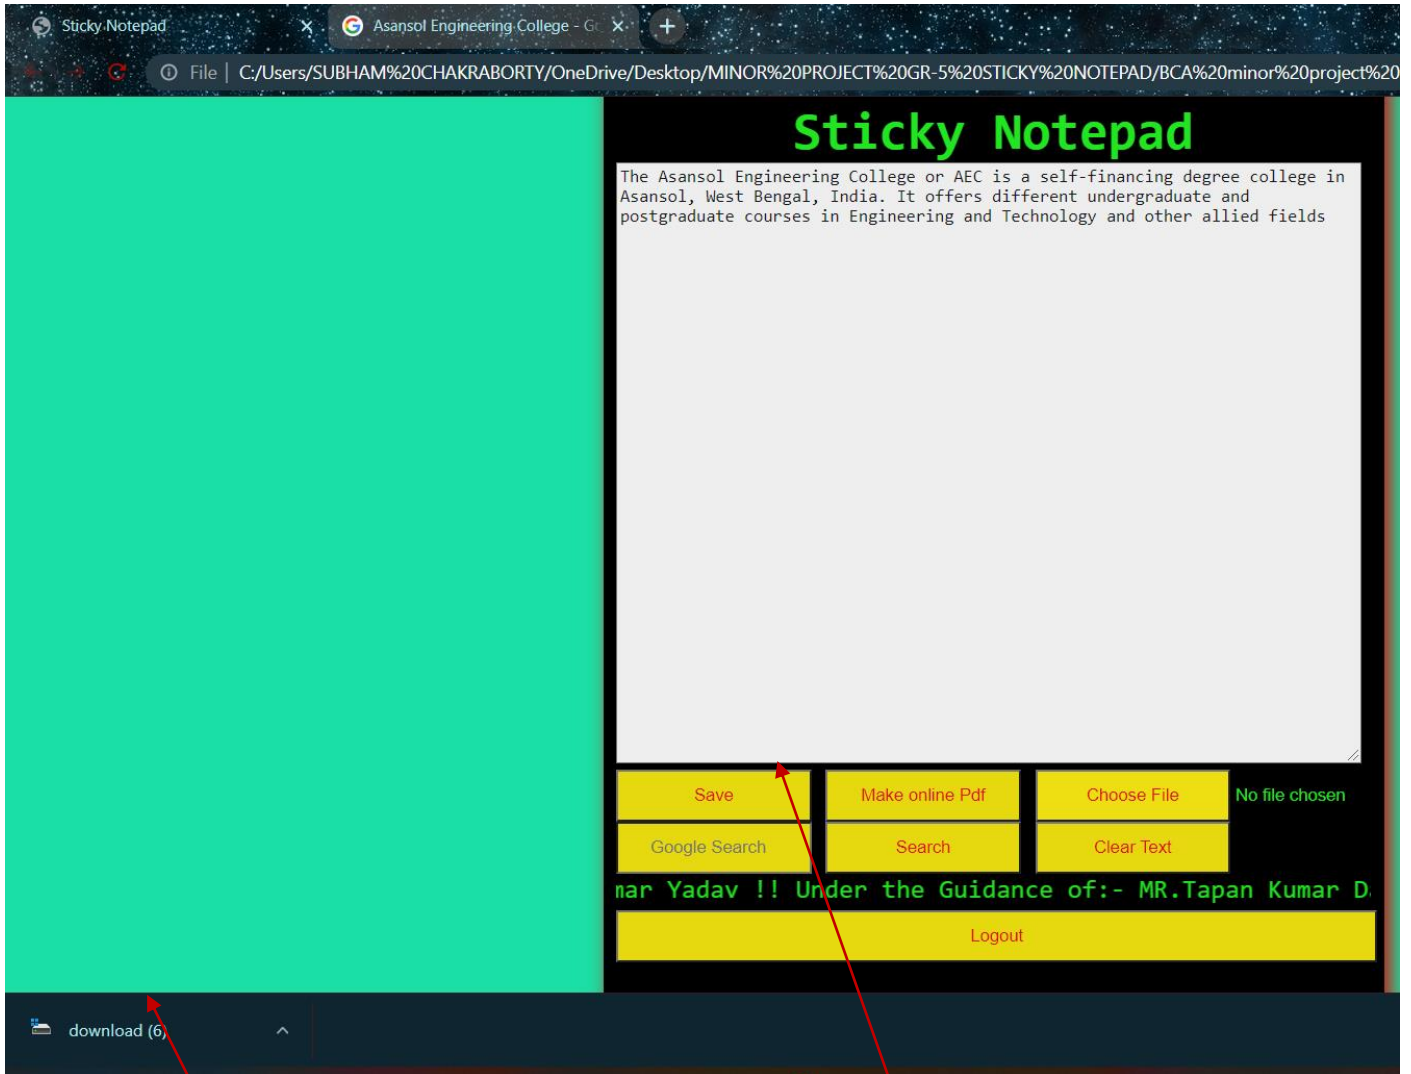 Sticky Notepad
Asansol Engineering College - Go
File | C:/Users/SUBHAM%20CHAKRABORTY/OneDrive/Desktop/MINOR%20PROJECT%20GR-5%20STICKY%20NOTEPAD/BCA%20minor%20project%20
Sticky Notepad
The Asansol Engineering College or AEC is a self-financing degree college in
Asansol, West Bengal, India. It offers different undergraduate and
postgraduate courses in Engineering and Technology and other allied fields
Save Make online Pdf Choose File No file chosen
Google Search Search Clear Text
mar Yadav !! Under the Guidance of:- MR.Tapan Kumar D
Logout
download (6)